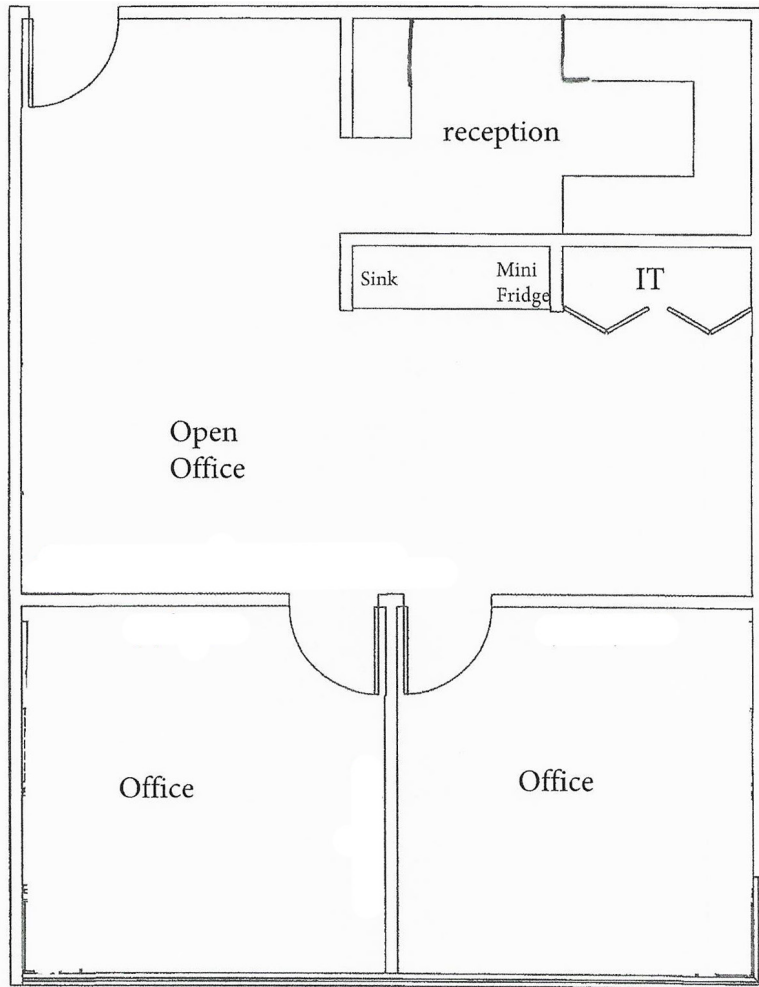 reception
Sink
Mini
Fridge
IT
Open
Office
Office
Office